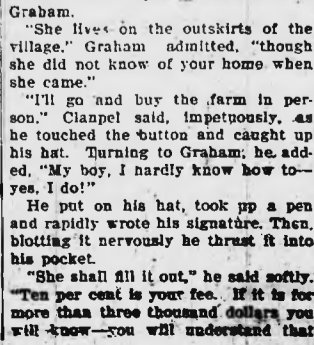 Graham.
"She lives on the outskirts of the
village," Graham admitted, "though
she did not know of your home when
she came."
"I'll go and buy the farm in per-
son," Cianpel said, impetuously, as
he touched the button and caught up
his hat. Turning to Graham, he add-
ed, "My boy, I hardly know how to—
yes, I do!"
He put on his hat, took up a pen
and rapidly wrote his signature. Then,
blotting it nervously he thrust it into
his pocket.
"She shall fill it out," he said softly.
"Ten per cent is your fee. If it is for
more than three thousand dollars you
will know—you will understand that